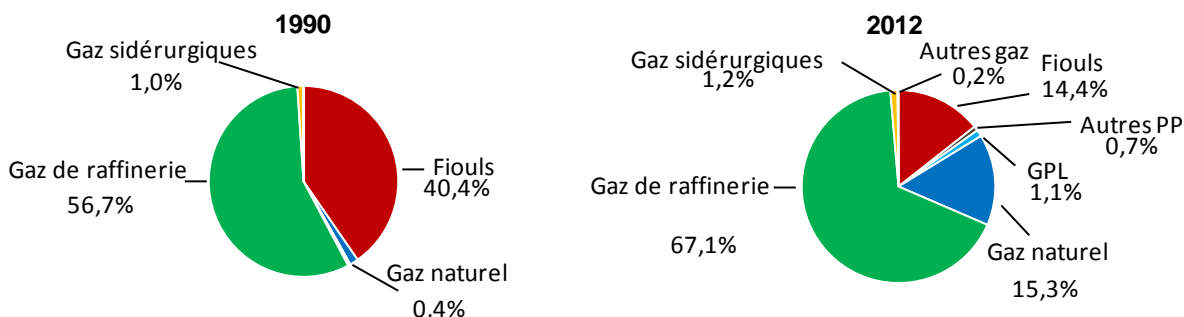 1990
Gaz sidérurgiques
1,0%
Gaz de raffinerie
56,7%
Fiouls
40,4%
Gaz naturel
0.4%
2012
Gaz sidérurgiques
1,2%
Autres gaz
0,2%
Fiouls
14,4%
Autres PP
0,7%
GPL
1,1%
Gaz de raffinerie
67,1%
Gaz naturel
15,3%